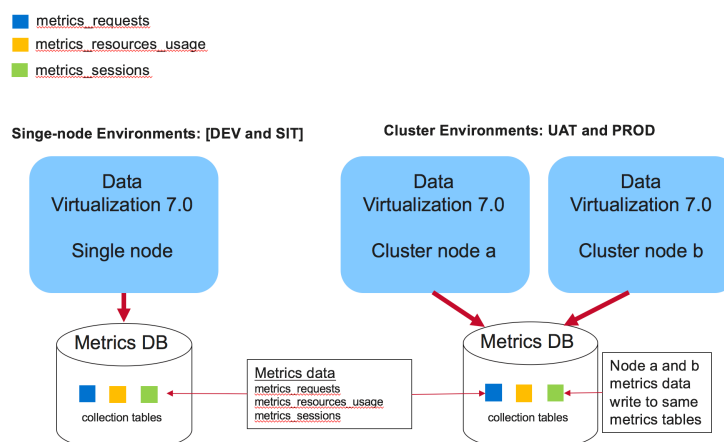 metrics_requests
metrics_resources_usage
metrics_sessions
Singe-node Environments: [DEV and SIT]
Cluster Environments: UAT and PROD
Data
Virtualization 7.0
Single node
Data
Virtualization 7.0
Cluster node a
Data
Virtualization 7.0
Cluster node b
Metrics DB
collection tables
Metrics data
metrics_requests
metrics_resources_usage
metrics_sessions
Metrics DB
collection tables
Node a and b
metrics data
write to same
metrics tables